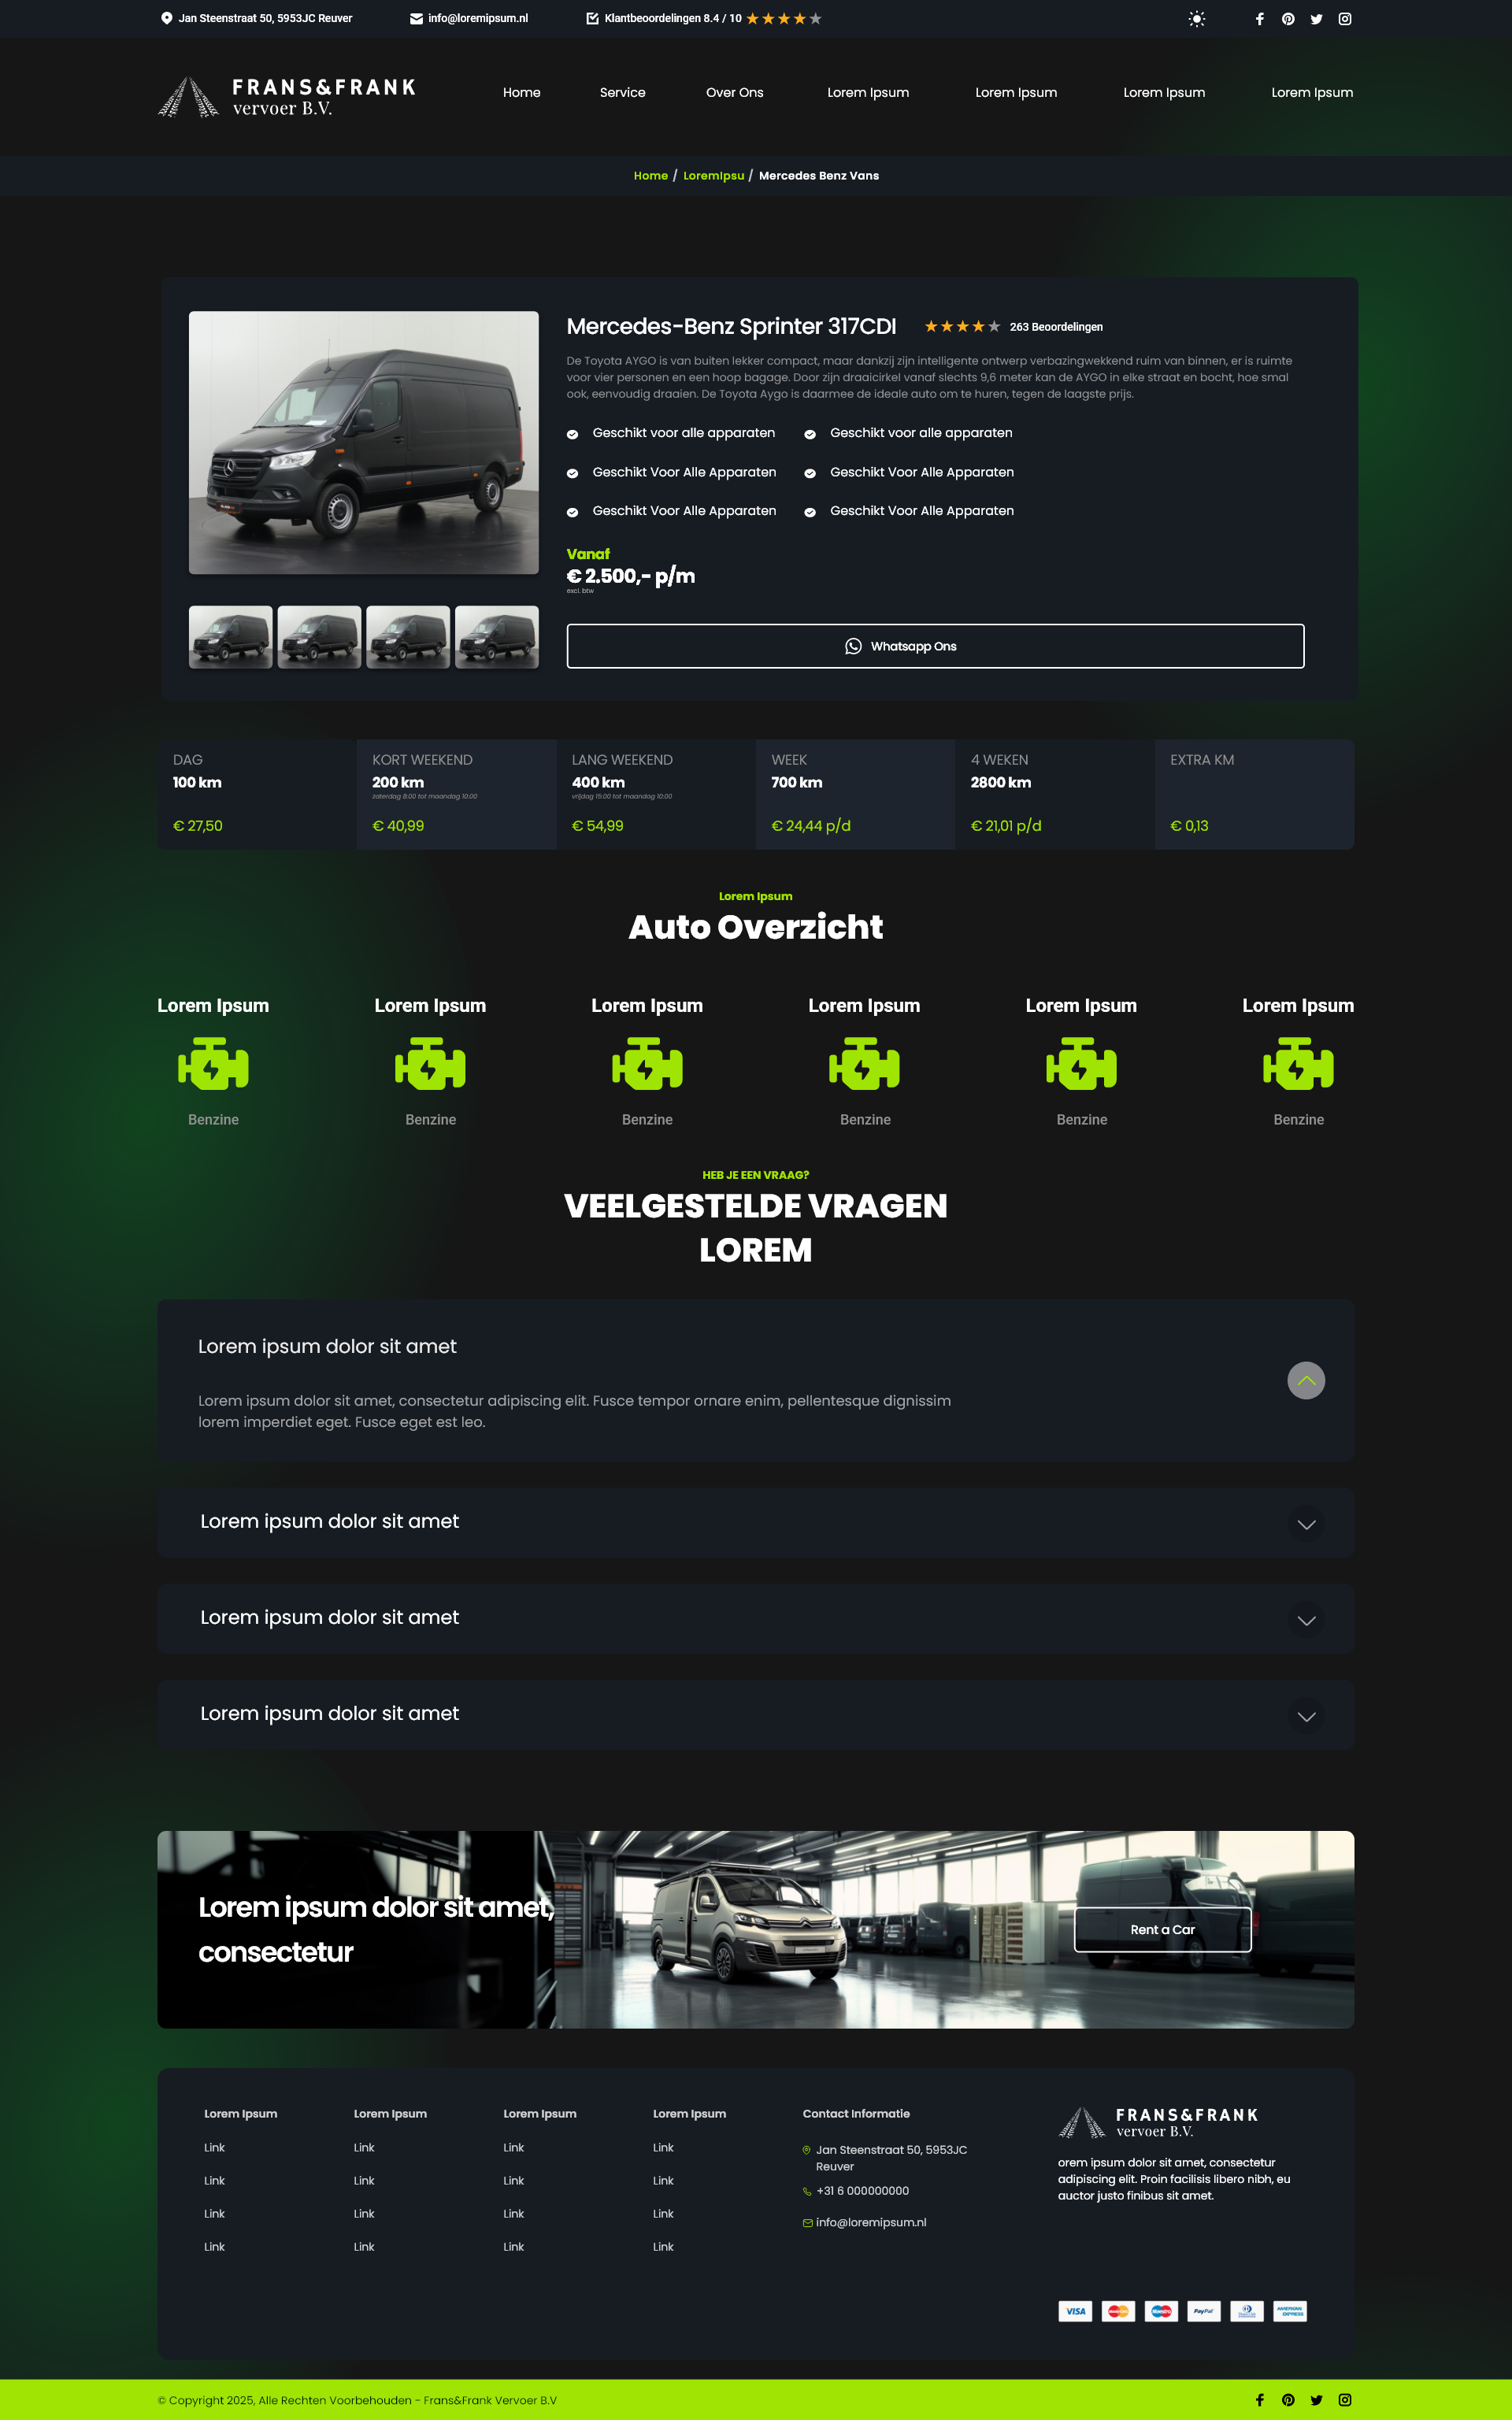 Jan Steenstraat 50, 5953JC Reuver
info@loremipsum.nl
Klantbeoordelingen 8.4 / 10
FRANS&FRANK
vervoer B.V.
Home
Service
Over Ons
Lorem Ipsum
Lorem Ipsum
Lorem Ipsum
Lorem Ipsum
Home / LoremIpsu / Mercedes Benz Vans
Mercedes-Benz Sprinter 317CDI
263 Beoordelingen
De Toyota AYGO is van buiten lekker compact, maar dankzij zijn intelligente ontwerp verbazingwekkend ruim van binnen, er is ruimte
voor vier personen en een hoop bagage. Door zijn draaicirkel vanaf slechts 9,6 meter kan de AYGO in elke straat en bocht, hoe smal
ook, eenvoudig draaien. De Toyota Aygo is daarmee de ideale auto om te huren, tegen de laagste prijs.
Geschikt voor alle apparaten
Geschikt voor alle apparaten
Geschikt Voor Alle Apparaten
Geschikt Voor Alle Apparaten
Geschikt Voor Alle Apparaten
Geschikt Voor Alle Apparaten
Vanaf
€ 2.500,- p/m
excl. btw
Whatsapp Ons
DAG
100 km
€ 27,50
KORT WEEKEND
200 km
zaterdag 8:00 tot maandag 10:00
€ 40,99
LANG WEEKEND
400 km
vrijdag 15:00 tot maandag 10:00
€ 54,99
WEEK
700 km
€ 24,44 p/d
4 WEKEN
2800 km
€ 21,01 p/d
EXTRA KM
€ 0,13
Lorem Ipsum
Auto Overzicht
Lorem Ipsum
Lorem Ipsum
Lorem Ipsum
Lorem Ipsum
Lorem Ipsum
Lorem Ipsum
Benzine
Benzine
Benzine
Benzine
Benzine
Benzine
HEB JE EEN VRAAG?
VEELGESTELDE VRAGEN
LOREM
Lorem ipsum dolor sit amet
Lorem ipsum dolor sit amet, consectetur adipiscing elit. Fusce tempor ornare enim, pellentesque dignissim
lorem imperdiet eget. Fusce eget est leo.
Lorem ipsum dolor sit amet
Lorem ipsum dolor sit amet
Lorem ipsum dolor sit amet
Lorem ipsum dolor sit amet,
consectetur
Rent a Car
Lorem Ipsum
Link
Link
Link
Link
Lorem Ipsum
Link
Link
Link
Link
Lorem Ipsum
Link
Link
Link
Link
Lorem Ipsum
Link
Link
Link
Link
Contact Informatie
Jan Steenstraat 50, 5953JC
Reuver
+31 6 000000000
info@loremipsum.nl
FRANS&FRANK
vervoer B.V.
orem ipsum dolor sit amet, consectetur
adipiscing elit. Proin facilisis libero nibh, eu
auctor justo finibus sit amet.
VISA
PayPal
AMERICAN
EXPRESS
© Copyright 2025, Alle Rechten Voorbehouden - Frans&Frank Vervoer B.V